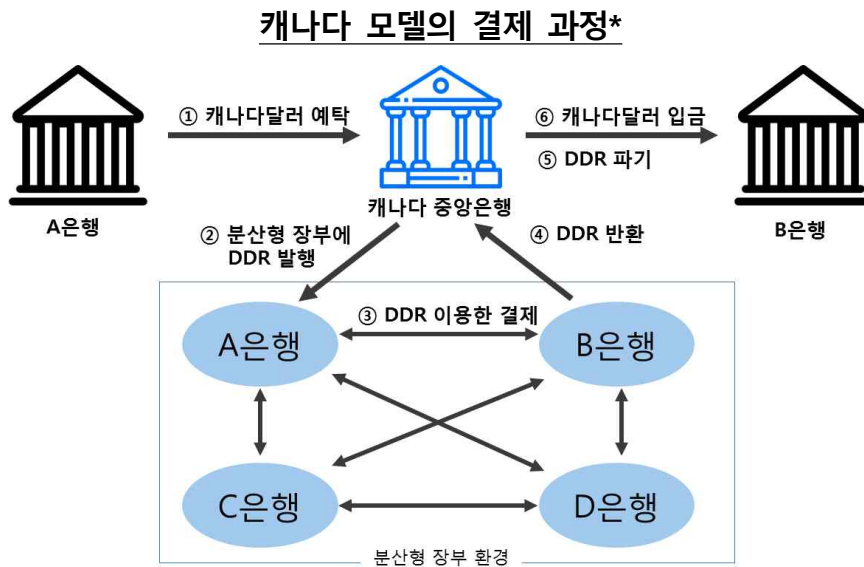 캐나다 모델의 결제 과정*
① 캐나다달러 예탁
⑥ 캐나다달러 입금
⑤ DDR 파기
A은행
캐나다 중앙은행
B은행
② 분산형 장부에
DDR 발행
④ DDR 반환
③ DDR 이용한 결제
A은행
B은행
C은행
D은행
분산형 장부 환경